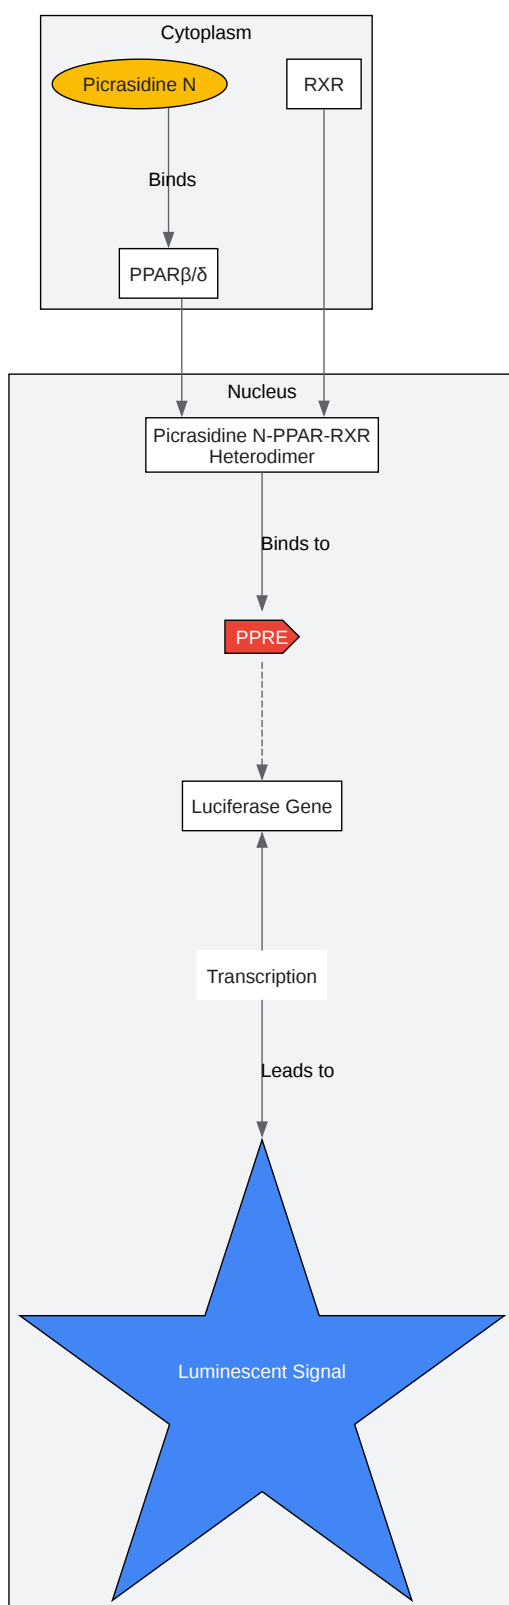 Cytoplasm
Picrasidine N
RXR
Binds
PPARβ/δ
Nucleus
Picrasidine N-PPAR-RXR
Heterodimer
Binds to
PPRE
Luciferase Gene
Transcription
Leads to
Luminescent Signal